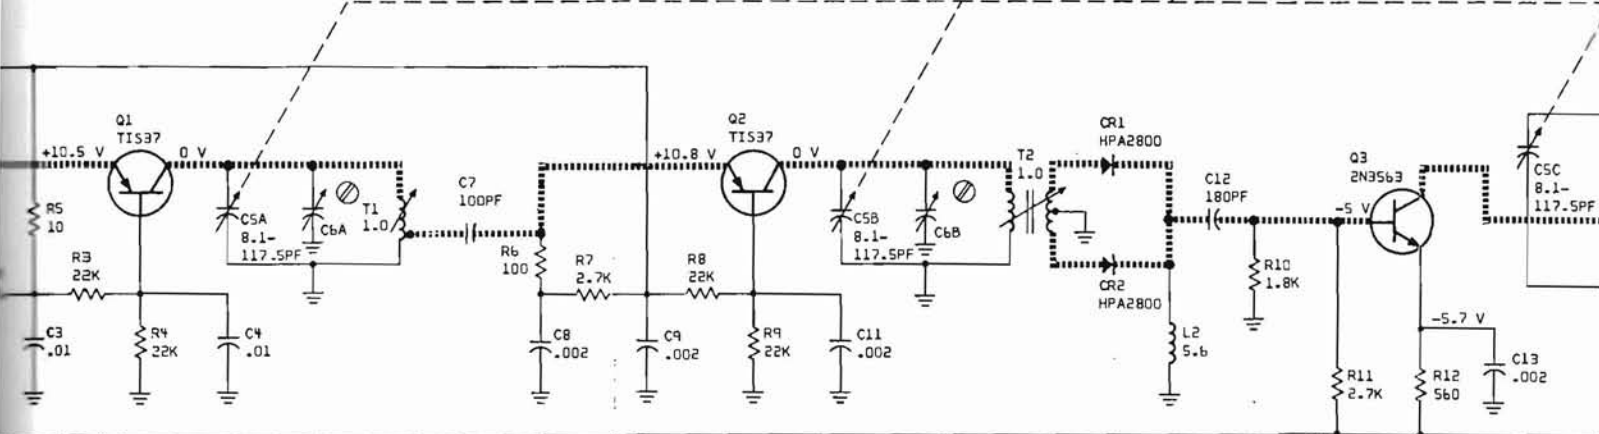 Q1
TIS37
+10.5 V
0 V
R5
10
R3
22K
C3
.01
R4
22K
C4
.01
C5A
8.1–
117.5PF
C6A
T1
1.0
C7
100PF
R6
100
R7
2.7K
C8
.002
C9
.002
R8
22K
Q2
TIS37
+10.8 V
0 V
R9
22K
C11
.002
C5B
8.1–
117.5PF
C6B
T2
1.0
CR1
HPA2800
CR2
HPA2800
L2
5.6
C12
180PF
R10
1.8K
Q3
2N3563
–5 V
–5.7 V
R11
2.7K
R12
560
C13
.002
C5C
8.1–
117.5PF